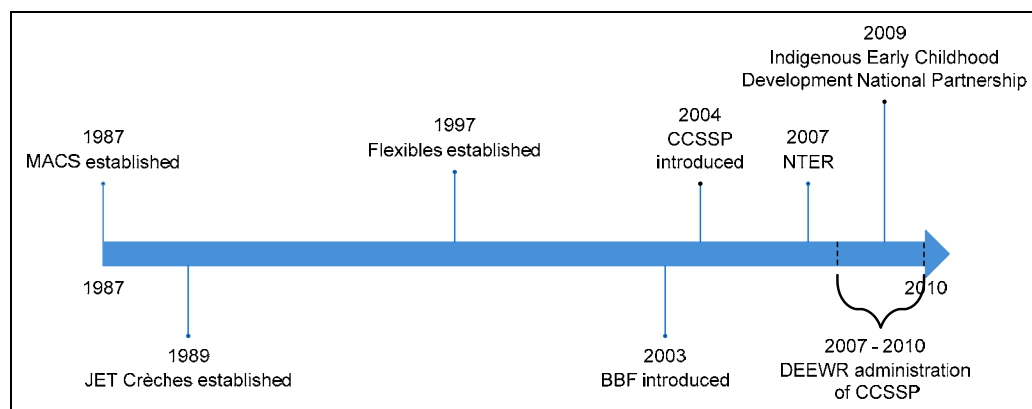 2009
Indigenous Early Childhood
Development National Partnership
1987
MACS established
1997
Flexibles established
2004
CCSSP
introduced
2007
NTER
1987
2010
1989
JET Crèches established
2003
BBF introduced
2007 - 2010
DEEWR administration
of CCSSP